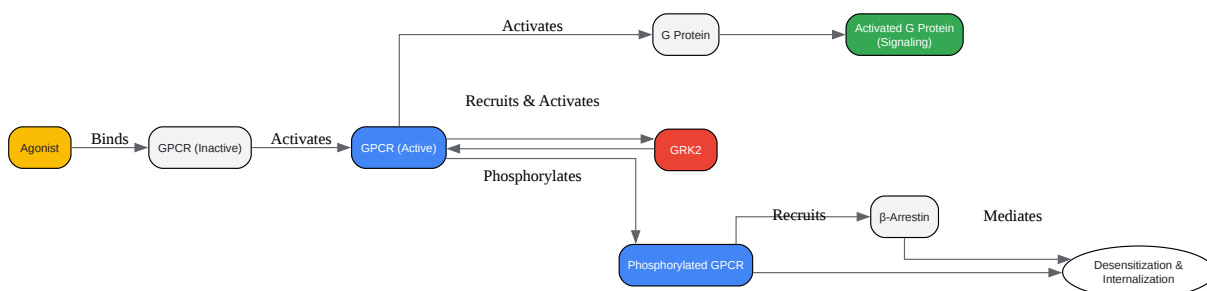 Activates
G Protein
Activated G Protein
(Signaling)
Recruits & Activates
Agonist
Binds
GPCR (Inactive)
Activates
GPCR (Active)
GRK2
Phosphorylates
Recruits
β-Arrestin
Mediates
Phosphorylated GPCR
Desensitization &
Internalization